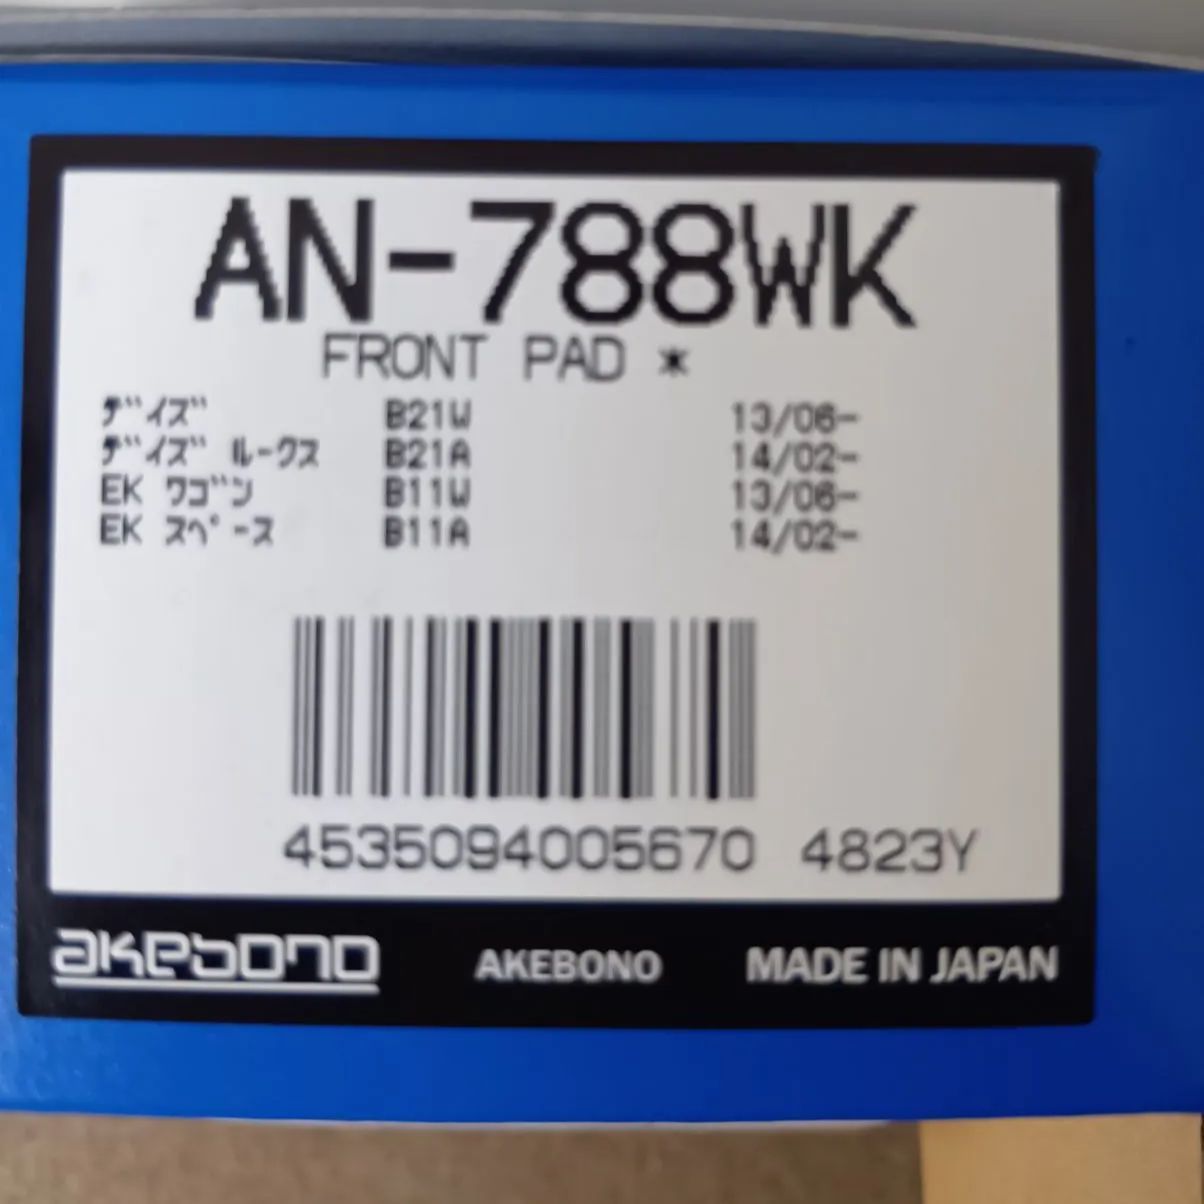 AN-788WK
FRONT PAD *
ﾃﾞｲｽﾞ B21W 13/06-
ﾃﾞｲｽﾞ ﾙｰｸｽ B21A 14/02-
EK ﾜｺﾞﾝ B11W 13/06-
EK ｽﾍﾟｰｽ B11A 14/02-
4535094005670 4823Y
akebono AKEBONO MADE IN JAPAN